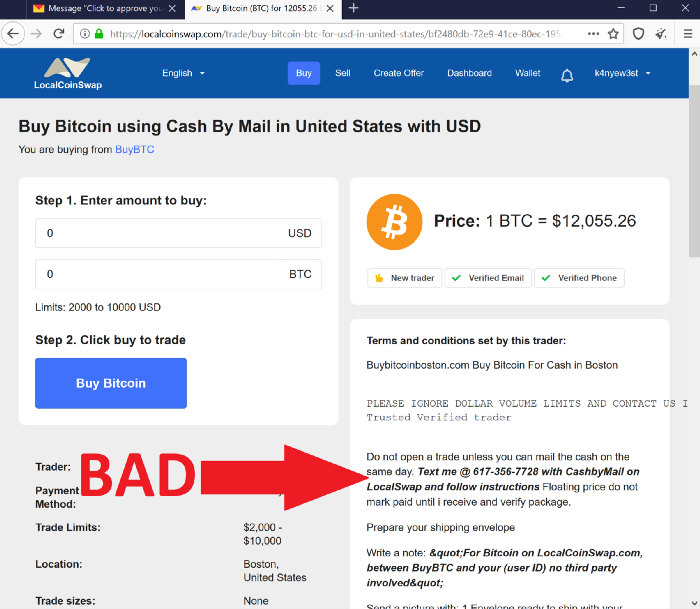 Message "Click to approve you
Buy Bitcoin (BTC) for 12055.26
https://localcoinswap.com/trade/buy-bitcoin-btc-for-usd-in-united-states/bf2480db-72e9-41ce-80ec-195
LocalCoinSwap
English
Buy
Sell
Create Offer
Dashboard
Wallet
k4nyew3st
Buy Bitcoin using Cash By Mail in United States with USD
You are buying from BuyBTC
Step 1. Enter amount to buy:
0 USD
0 BTC
Limits: 2000 to 10000 USD
Step 2. Click buy to trade
Buy Bitcoin
Trader:
Payment
Method:
Trade Limits: $2,000 -
$10,000
Location: Boston,
United States
Trade sizes: None
BAD
Price: 1 BTC = $12,055.26
New trader
Verified Email
Verified Phone
Terms and conditions set by this trader:
Buybitcoinboston.com Buy Bitcoin For Cash in Boston
PLEASE IGNORE DOLLAR VOLUME LIMITS AND CONTACT US I
Trusted Verified trader
Do not open a trade unless you can mail the cash on
the same day. Text me @ 617-356-7728 with CashbyMail on
LocalSwap and follow instructions Floating price do not
mark paid until i receive and verify package.
Prepare your shipping envelope
Write a note: &quot;For Bitcoin on LocalCoinSwap.com,
between BuyBTC and your (user ID) no third party
involved&quot;
Send a picture with: 1 Envelope ready to ship with your